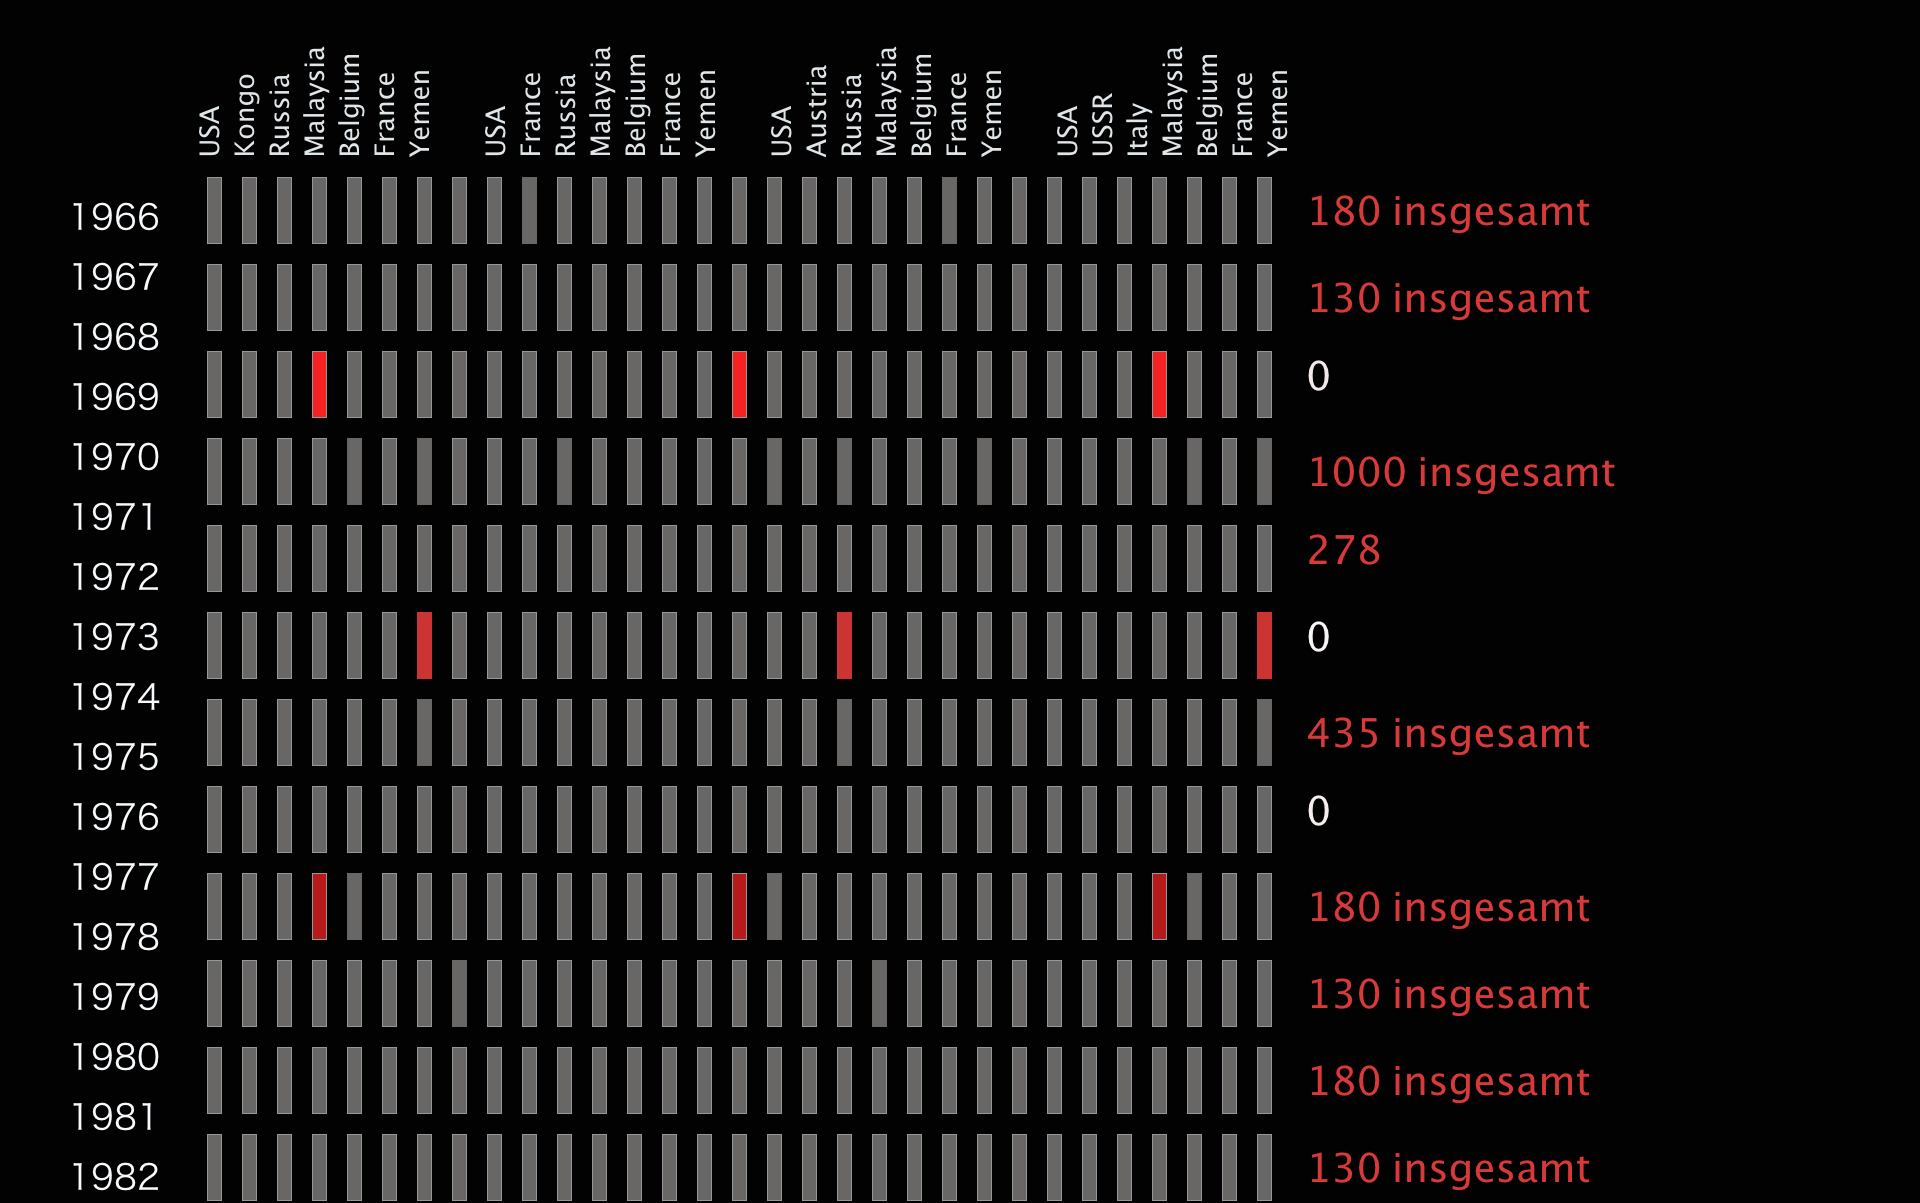 USA
Kongo
Russia
Malaysia
Belgium
France
Yemen
USA
France
Russia
Malaysia
Belgium
France
Yemen
USA
Austria
Russia
Malaysia
Belgium
France
Yemen
USA
USSR
Italy
Malaysia
Belgium
France
Yemen
1966
180 insgesamt
1967
130 insgesamt
1968
0
1969
1970
1000 insgesamt
1971
278
1972
1973
0
1974
435 insgesamt
1975
0
1976
1977
180 insgesamt
1978
1979
130 insgesamt
1980
180 insgesamt
1981
130 insgesamt
1982